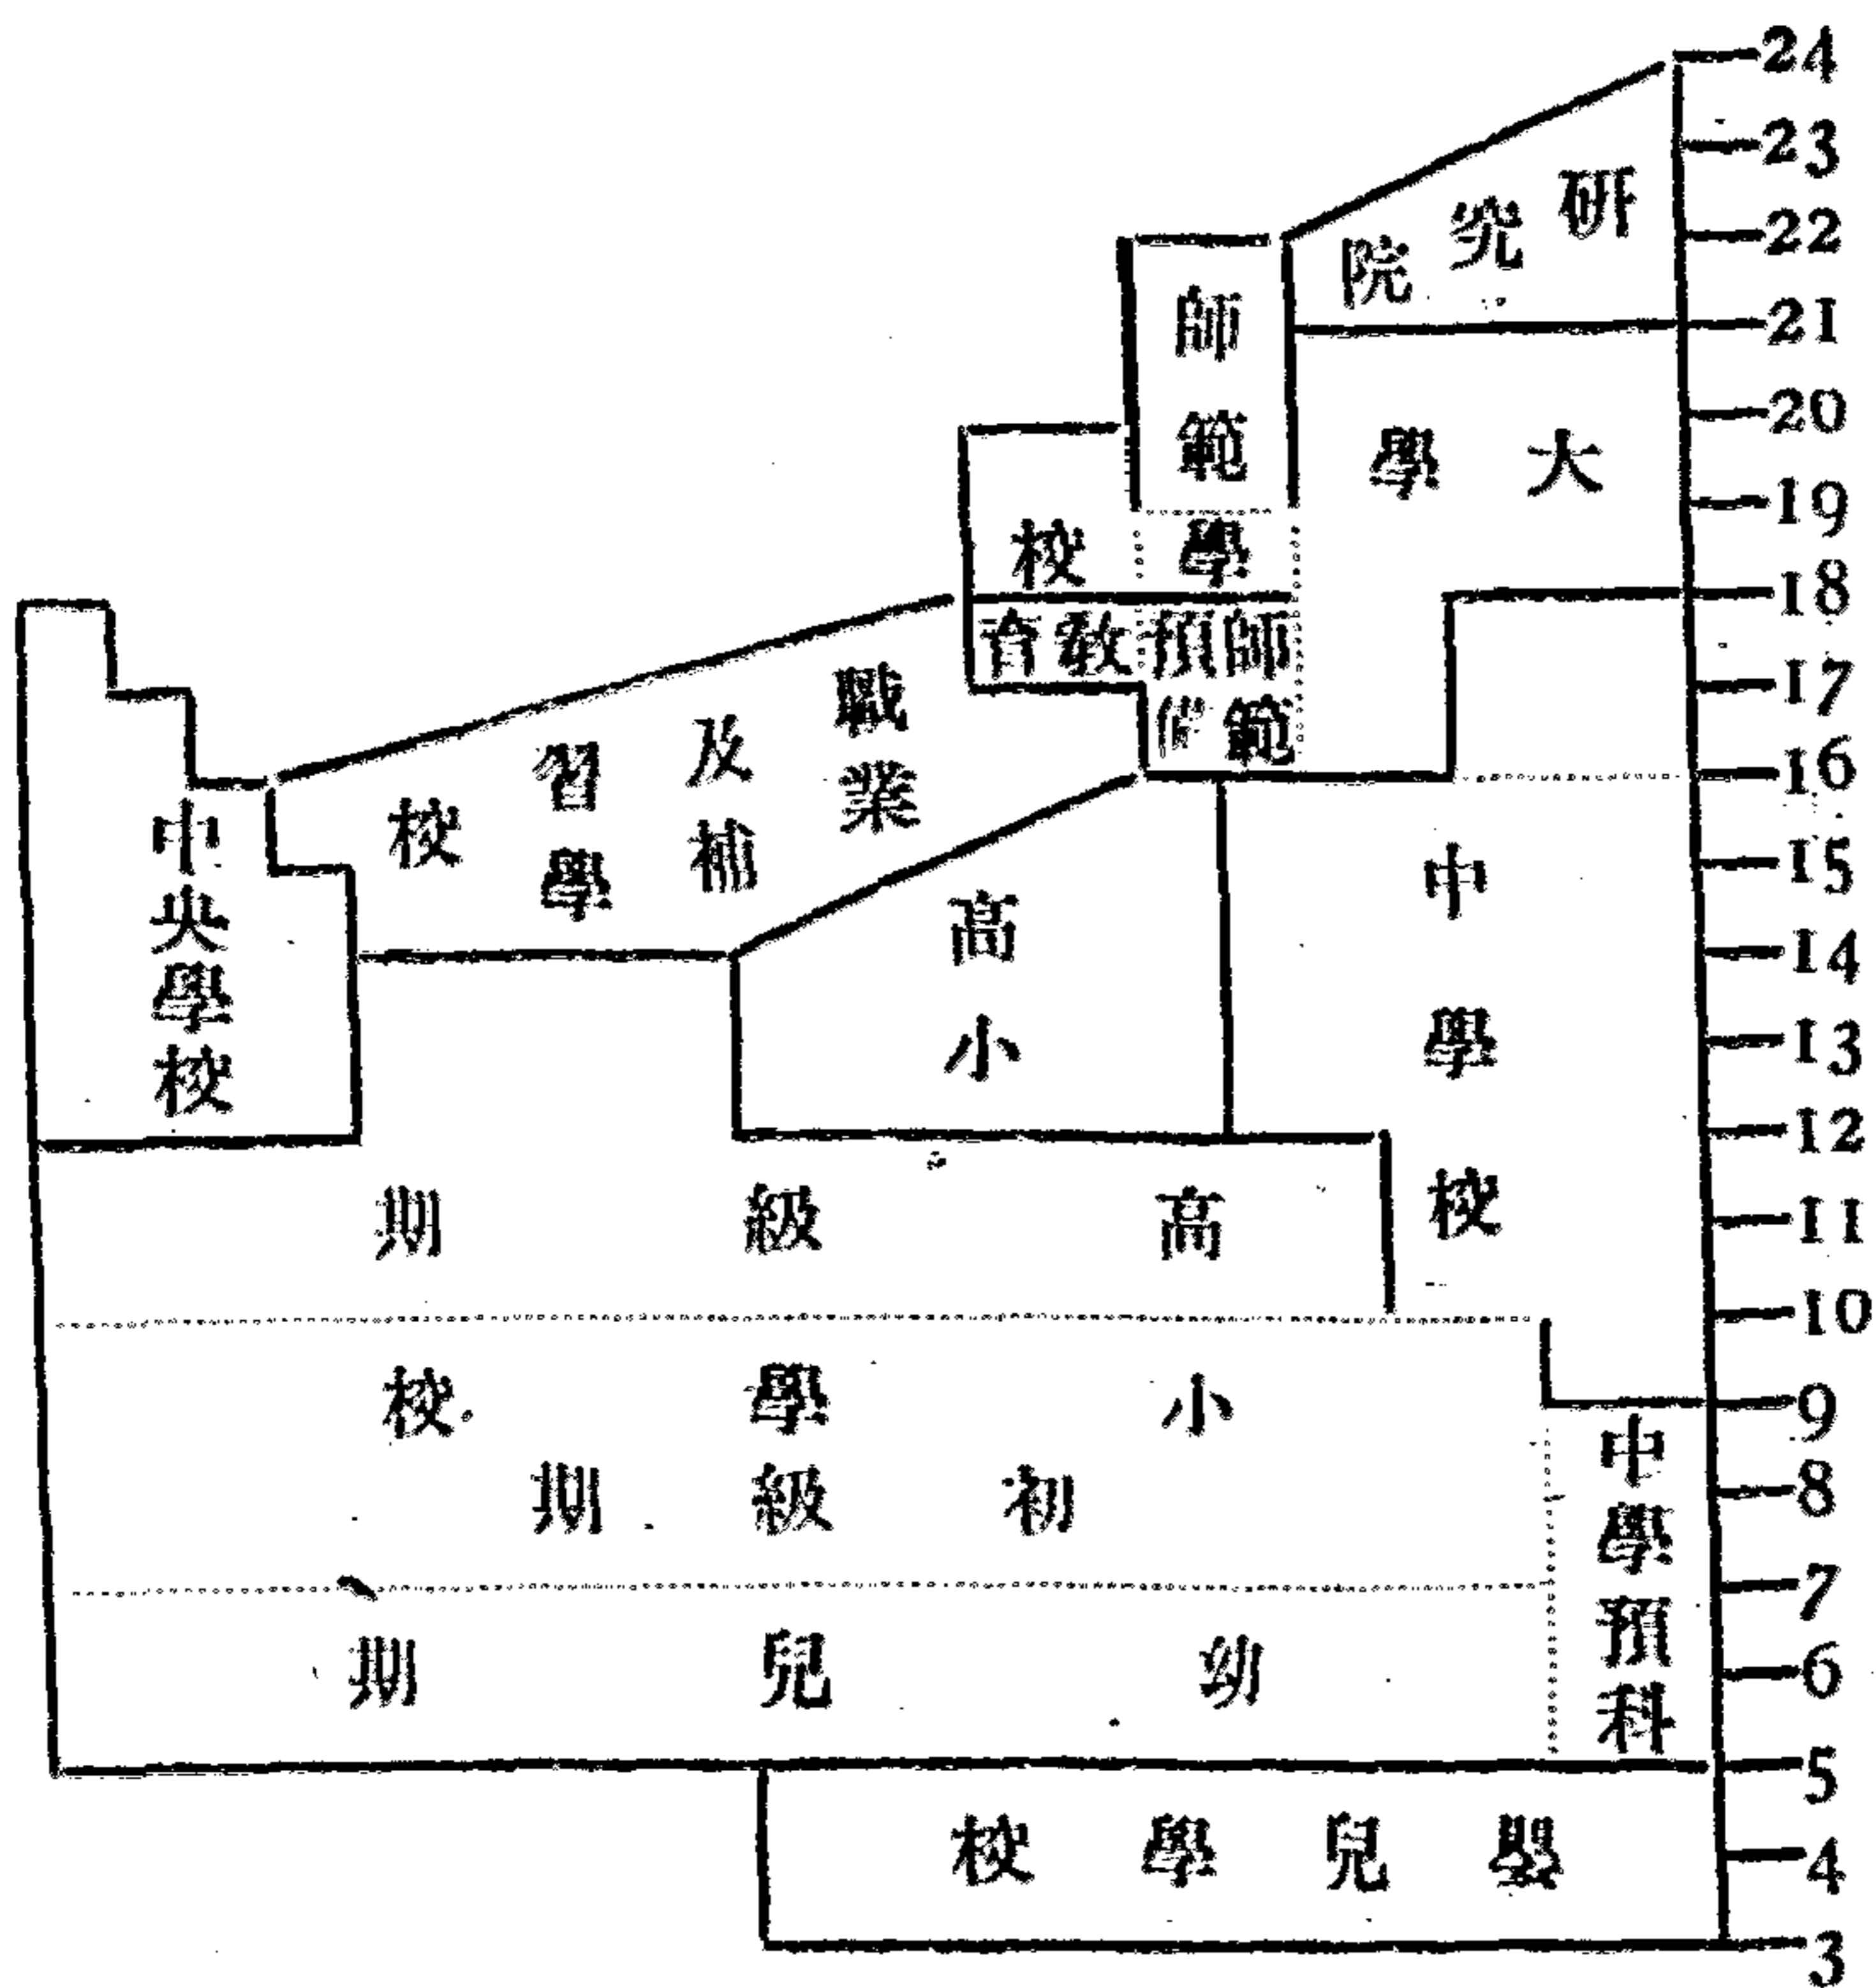 24
23
22
21
20
19
18
17
16
15
14
13
12
11
10
9
8
7
6
5
4
3
研究院
大學
師範學校
師範預備教育
職業及補習學校
中央學校
高小
中學校
高級期
小學校
初級期
幼兒期
中學預科
嬰兒學校